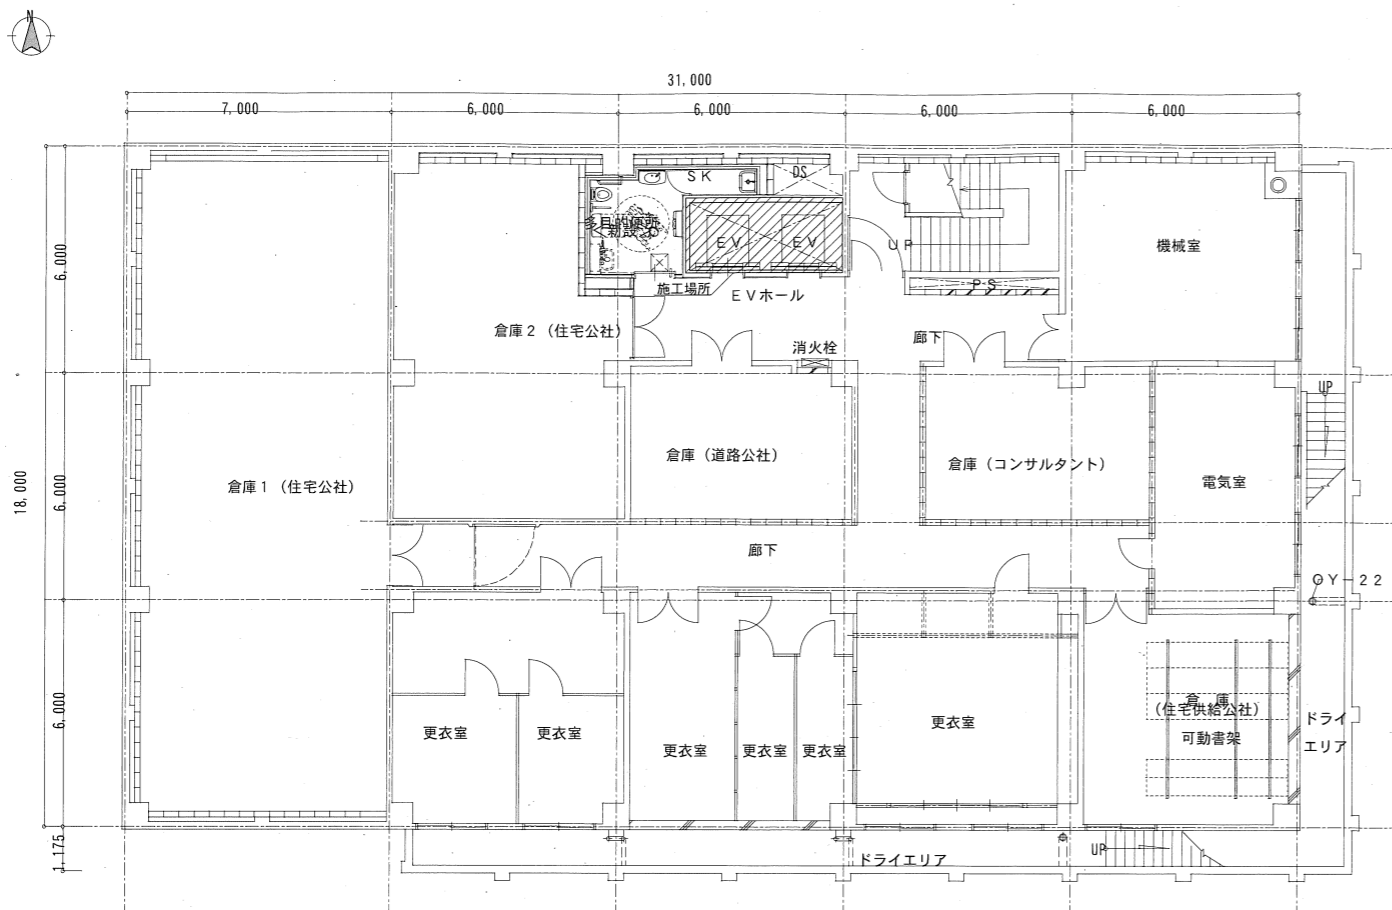 N
31,000
7,000
6,000
6,000
6,000
6,000
SK
DS
多目的便所
EV
EV
UP
機械室
6,000
施工場所
EVホール
PS
倉庫2（住宅公社）
廊下
消火栓
UP
倉庫（道路公社）
倉庫（コンサルタント）
電気室
倉庫1（住宅公社）
18,000
6,000
廊下
OY-22
倉 庫
（住宅供給公社）
可動書架
ドライ
エリア
6,000
更衣室
更衣室
更衣室
更衣室
更衣室
更衣室
1,175
ドライエリア
UP